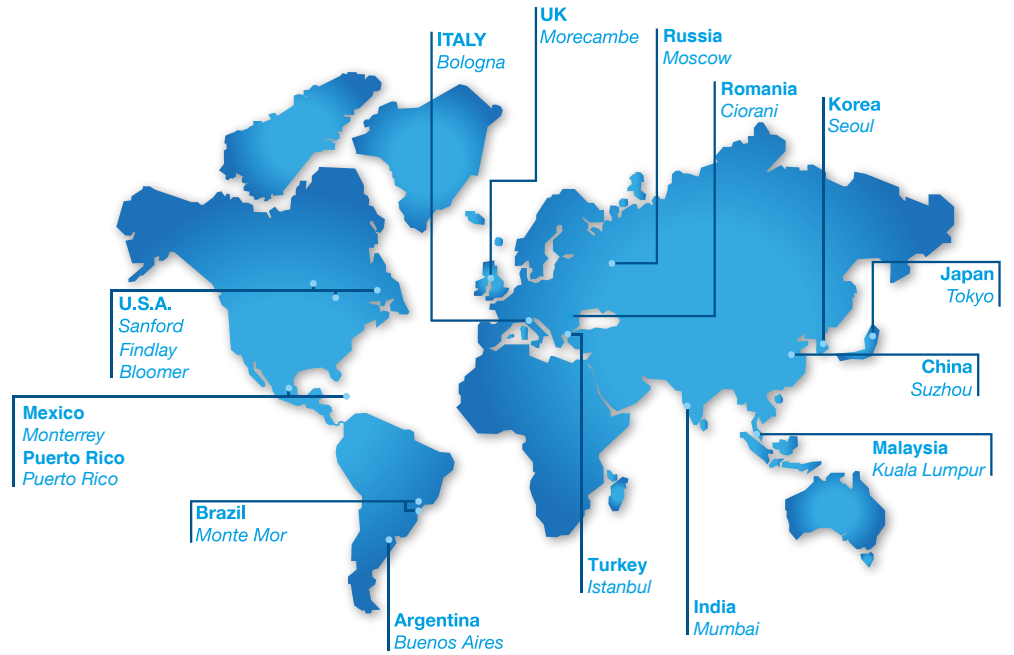 UK
Morecambe
ITALY
Bologna
Russia
Moscow
Romania
Ciorani
Korea
Seoul
Japan
Tokyo
U.S.A.
Sanford
Findlay
Bloomer
China
Suzhou
Mexico
Monterrey
Puerto Rico
Puerto Rico
Malaysia
Kuala Lumpur
Brazil
Monte Mor
Turkey
Istanbul
India
Mumbai
Argentina
Buenos Aires